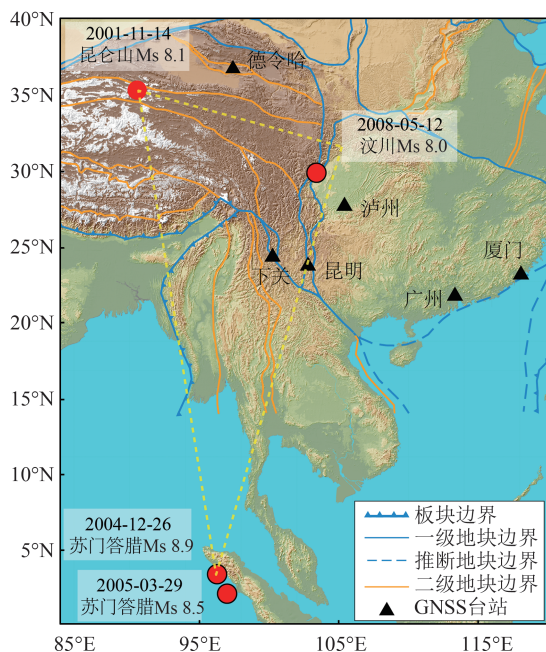 40°N
2001-11-14
昆仑山Ms 8.1
德令哈
35°N
2008-05-12
汶川Ms 8.0
30°N
泸州
25°N
厦门
下关
昆明
广州
20°N
15°N
10°N
板块边界
一级地块边界
2004-12-26
苏门答腊Ms 8.9
5°N
推断地块边界
2005-03-29
苏门答腊Ms 8.5
二级地块边界
GNSS台站
0°
85°E
95°E
105°E
115°E